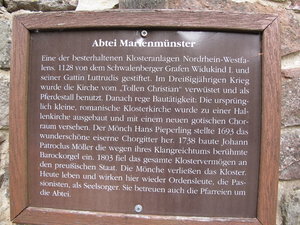 Abtei Marienmünster
Eine der besterhaltenen Klosteranlagen Nordrhein-Westfa-
lens. 1128 von dem Schwalenberger Grafen Widukind I. und
seiner Gattin Luttrudis gestiftet. Im Dreißigjährigen Krieg
wurde die Kirche vom „Tollen Christian" verwüstet und als
Pferdestall benutzt. Danach rege Bautätigkeit: Die ursprüng-
lich kleine, romanische Klosterkirche wurde zu einer Hal-
lenkirche ausgebaut und mit einem neuen gotischen Chor-
raum versehen. Der Mönch Hans Pieperling stellte 1693 das
wunderschöne eiserne Chorgitter her. 1738 baute Johann
Patroclus Möller die wegen ihres Klangreichtums berühmte
Barockorgel ein. 1803 fiel das gesamte Klostervermögen an
den preußischen Staat. Die Mönche verließen das Kloster.
Heute leben und wirken hier wieder Ordensleute, die Pas-
sionisten, als Seelsorger. Sie betreuen auch die Pfarreien um
die Abtei.